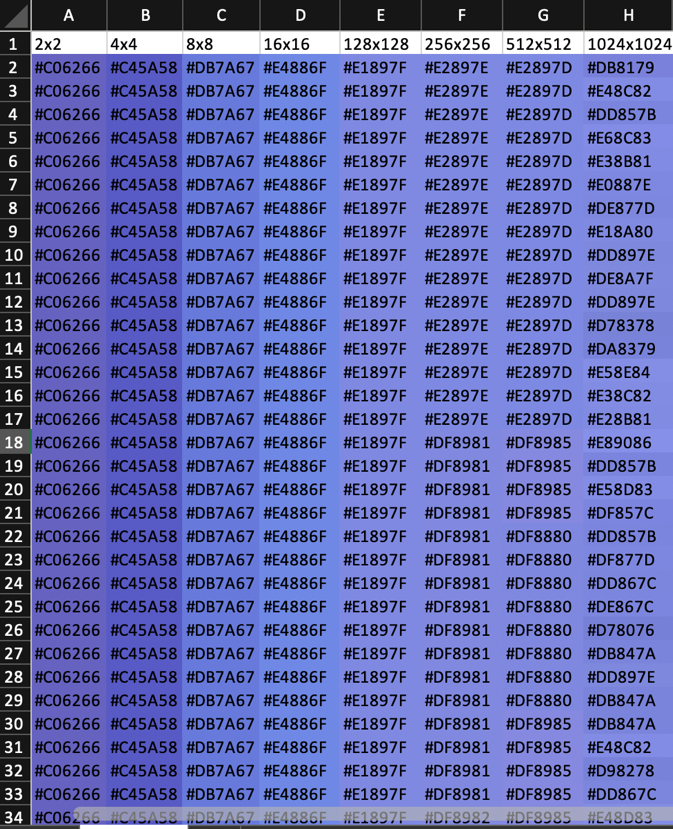 A B C D E F G H
1 2x2 4x4 8x8 16x16 128x128 256x256 512x512 1024x1024
2 #C06266 #C45A58 #DB7A67 #E4886F #E1897F #E2897E #E2897D #DB8179
3 #C06266 #C45A58 #DB7A67 #E4886F #E1897F #E2897E #E2897D #E48C82
4 #C06266 #C45A58 #DB7A67 #E4886F #E1897F #E2897E #E2897D #DD857B
5 #C06266 #C45A58 #DB7A67 #E4886F #E1897F #E2897E #E2897D #E68C83
6 #C06266 #C45A58 #DB7A67 #E4886F #E1897F #E2897E #E2897D #E38B81
7 #C06266 #C45A58 #DB7A67 #E4886F #E1897F #E2897E #E2897D #E0887E
8 #C06266 #C45A58 #DB7A67 #E4886F #E1897F #E2897E #E2897D #DE877D
9 #C06266 #C45A58 #DB7A67 #E4886F #E1897F #E2897E #E2897D #E18A80
10 #C06266 #C45A58 #DB7A67 #E4886F #E1897F #E2897E #E2897D #DD897E
11 #C06266 #C45A58 #DB7A67 #E4886F #E1897F #E2897E #E2897D #DE8A7F
12 #C06266 #C45A58 #DB7A67 #E4886F #E1897F #E2897E #E2897D #DD897E
13 #C06266 #C45A58 #DB7A67 #E4886F #E1897F #E2897E #E2897D #D78378
14 #C06266 #C45A58 #DB7A67 #E4886F #E1897F #E2897E #E2897D #DA8379
15 #C06266 #C45A58 #DB7A67 #E4886F #E1897F #E2897E #E2897D #E58E84
16 #C06266 #C45A58 #DB7A67 #E4886F #E1897F #E2897E #E2897D #E38C82
17 #C06266 #C45A58 #DB7A67 #E4886F #E1897F #E2897E #E2897D #E28B81
18 #C06266 #C45A58 #DB7A67 #E4886F #E1897F #DF8981 #DF8985 #E89086
19 #C06266 #C45A58 #DB7A67 #E4886F #E1897F #DF8981 #DF8985 #DD857B
20 #C06266 #C45A58 #DB7A67 #E4886F #E1897F #DF8981 #DF8985 #E58D83
21 #C06266 #C45A58 #DB7A67 #E4886F #E1897F #DF8981 #DF8985 #DF857C
22 #C06266 #C45A58 #DB7A67 #E4886F #E1897F #DF8981 #DF8880 #DD857B
23 #C06266 #C45A58 #DB7A67 #E4886F #E1897F #DF8981 #DF8880 #DF877D
24 #C06266 #C45A58 #DB7A67 #E4886F #E1897F #DF8981 #DF8880 #DD867C
25 #C06266 #C45A58 #DB7A67 #E4886F #E1897F #DF8981 #DF8880 #DE867C
26 #C06266 #C45A58 #DB7A67 #E4886F #E1897F #DF8981 #DF8880 #D78076
27 #C06266 #C45A58 #DB7A67 #E4886F #E1897F #DF8981 #DF8880 #DB847A
28 #C06266 #C45A58 #DB7A67 #E4886F #E1897F #DF8981 #DF8880 #DD897E
29 #C06266 #C45A58 #DB7A67 #E4886F #E1897F #DF8981 #DF8880 #DB847A
30 #C06266 #C45A58 #DB7A67 #E4886F #E1897F #DF8981 #DF8985 #DB847A
31 #C06266 #C45A58 #DB7A67 #E4886F #E1897F #DF8981 #DF8985 #E48C82
32 #C06266 #C45A58 #DB7A67 #E4886F #E1897F #DF8981 #DF8985 #D98278
33 #C06266 #C45A58 #DB7A67 #E4886F #E1897F #DF8981 #DF8985 #DD867C
34 #C06266 #C45A58 #DB7A67 #E4886F #E1897F #DF8982 #DF8985 #E48D83